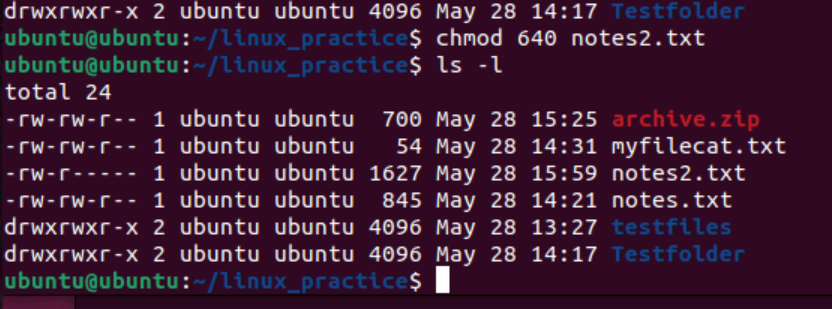 drwxrwxr-x 2 ubuntu ubuntu 4096 May 28 14:17 Testfolder
ubuntu@ubuntu:~/linux_practice$ chmod 640 notes2.txt
ubuntu@ubuntu:~/linux_practice$ ls -l
total 24
-rw-rw-r-- 1 ubuntu ubuntu  700 May 28 15:25 archive.zip
-rw-rw-r-- 1 ubuntu ubuntu   54 May 28 14:31 myfilecat.txt
-rw-r----- 1 ubuntu ubuntu 1627 May 28 15:59 notes2.txt
-rw-rw-r-- 1 ubuntu ubuntu  845 May 28 14:21 notes.txt
drwxrwxr-x 2 ubuntu ubuntu 4096 May 28 13:27 testfiles
drwxrwxr-x 2 ubuntu ubuntu 4096 May 28 14:17 Testfolder
ubuntu@ubuntu:~/linux_practice$